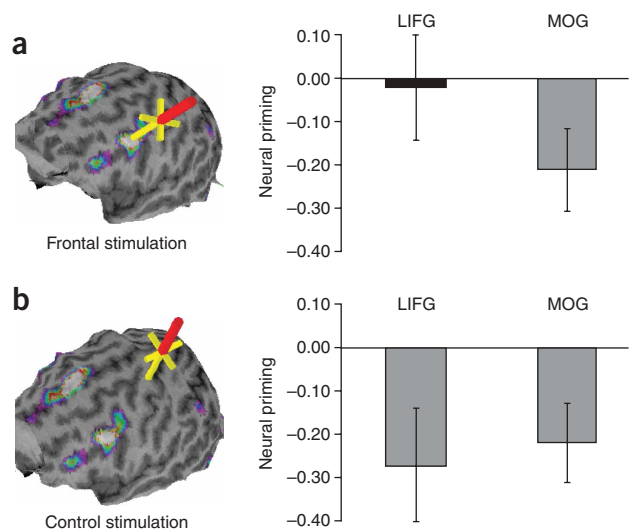 a
Frontal stimulation
LIFG MOG
Neural priming
0.10
0.00
–0.10
–0.20
–0.30
–0.40
b
Control stimulation
LIFG MOG
Neural priming
0.10
0.00
–0.10
–0.20
–0.30
–0.40